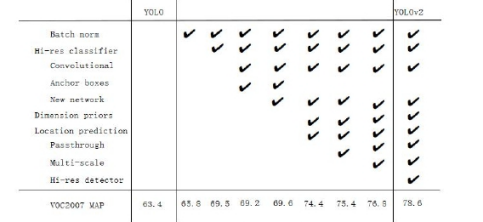 YOLO YOLOv2
Batch norm ✔ ✔ ✔ ✔ ✔ ✔ ✔ ✔
Hi-res classifier ✔ ✔ ✔ ✔ ✔ ✔ ✔
Convolutional ✔ ✔ ✔ ✔ ✔ ✔
Anchor boxes ✔ ✔
New network ✔ ✔ ✔ ✔ ✔
Dimension priors ✔ ✔ ✔ ✔
Location prediction ✔ ✔ ✔ ✔
Passthrough ✔ ✔ ✔
Multi-scale ✔ ✔
Hi-res detector ✔
VOC2007 MAP 63.4 65.8 69.5 69.2 69.6 74.4 75.4 76.8 78.6